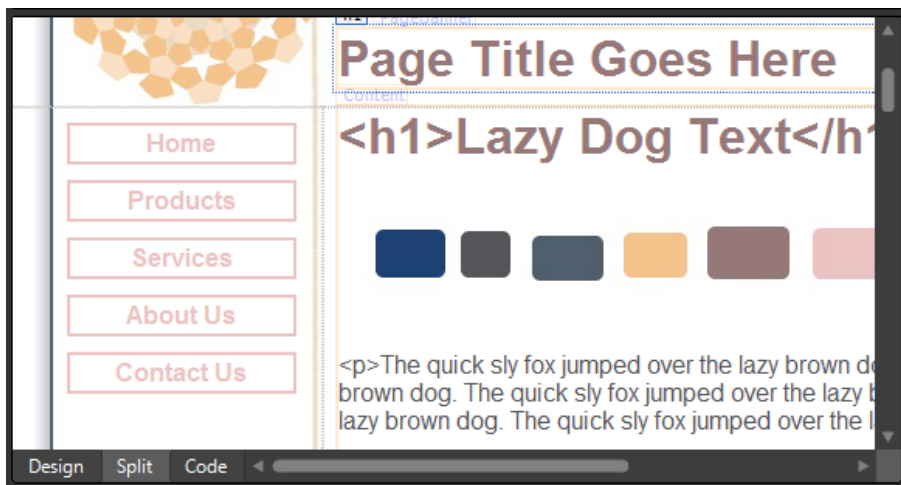 h1 PageBanner
Page Title Goes Here
Content
<h1>Lazy Dog Text</h1
Home
Products
Services
About Us
Contact Us
<p>The quick sly fox jumped over the lazy brown
brown dog. The quick sly fox jumped over the lazy
lazy brown dog. The quick sly fox jumped over the
Design Split Code